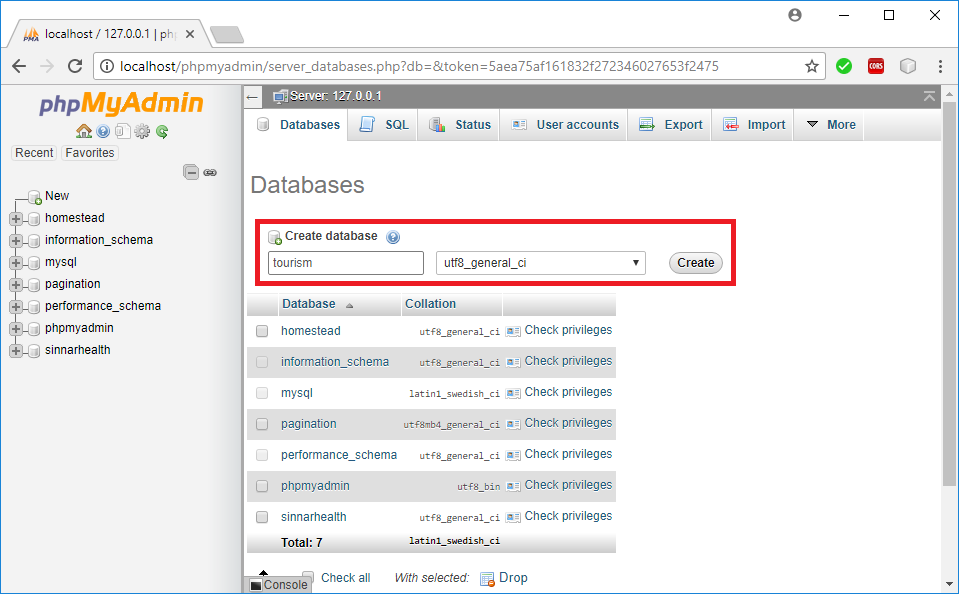 localhost / 127.0.0.1 | php
localhost/phpmyadmin/server_databases.php?db=&token=5aea75af161832f272346027653f2475
CORS
phpMyAdmin
Recent Favorites
New
homestead
information_schema
mysql
pagination
performance_schema
phpmyadmin
sinnarhealth
Server: 127.0.0.1
Databases SQL Status User accounts Export Import More
Databases
Create database
tourism utf8_general_ci Create
Database Collation
homestead utf8_general_ci Check privileges
information_schema utf8_general_ci Check privileges
mysql latin1_swedish_ci Check privileges
pagination utf8mb4_general_ci Check privileges
performance_schema utf8_general_ci Check privileges
phpmyadmin utf8_bin Check privileges
sinnarhealth utf8_general_ci Check privileges
Total: 7 latin1_swedish_ci
Check all With selected: Drop
Console